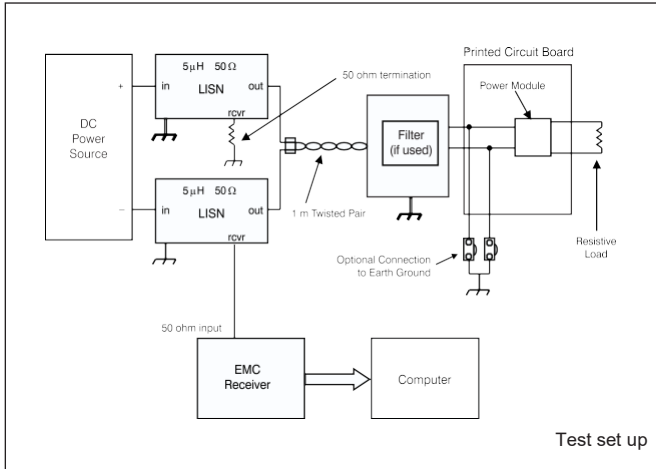 Printed Circuit Board
5μH 50Ω
LISN
in
out
rcvr
+
50 ohm termination
Power Module
DC
Power
Source
Filter
(if used)
5μH 50Ω
LISN
in
out
rcvr
–
1 m Twisted Pair
Optional Connection
to Earth Ground
Resistive
Load
50 ohm input
EMC
Receiver
Computer
Test set up